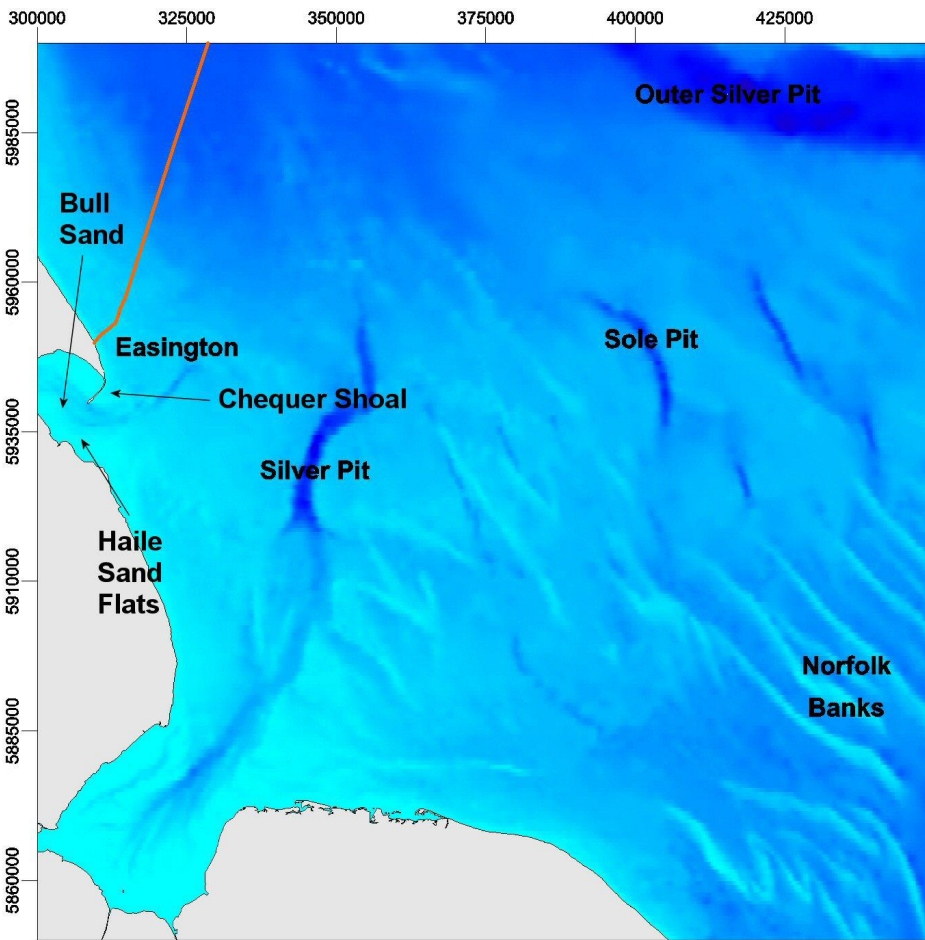 300000 325000 350000 375000 400000 425000
Outer Silver Pit
5985000
Bull
Sand
5960000
Easington
Sole Pit
Chequer Shoal
5935000
Silver Pit
Haile
Sand
Flats
5910000
Norfolk
Banks
5885000
5860000